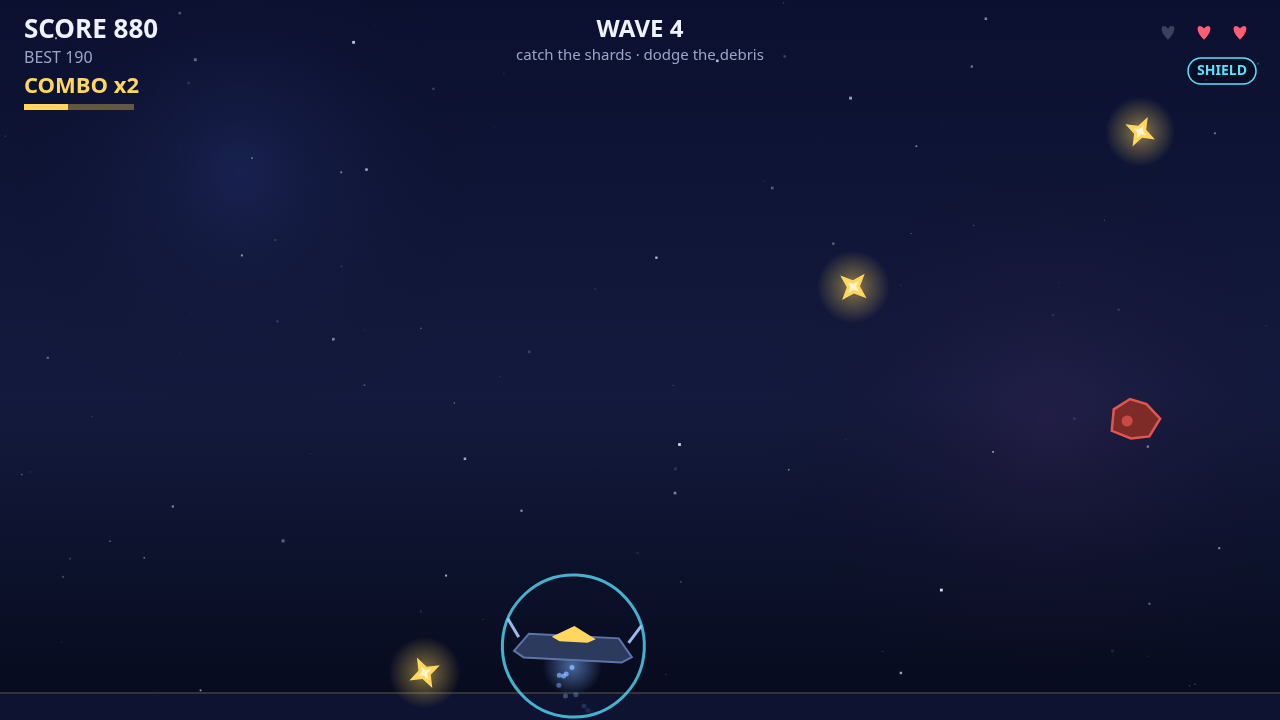 SCORE 880
BEST 190
COMBO x2
WAVE 4
catch the shards · dodge the debris
SHIELD